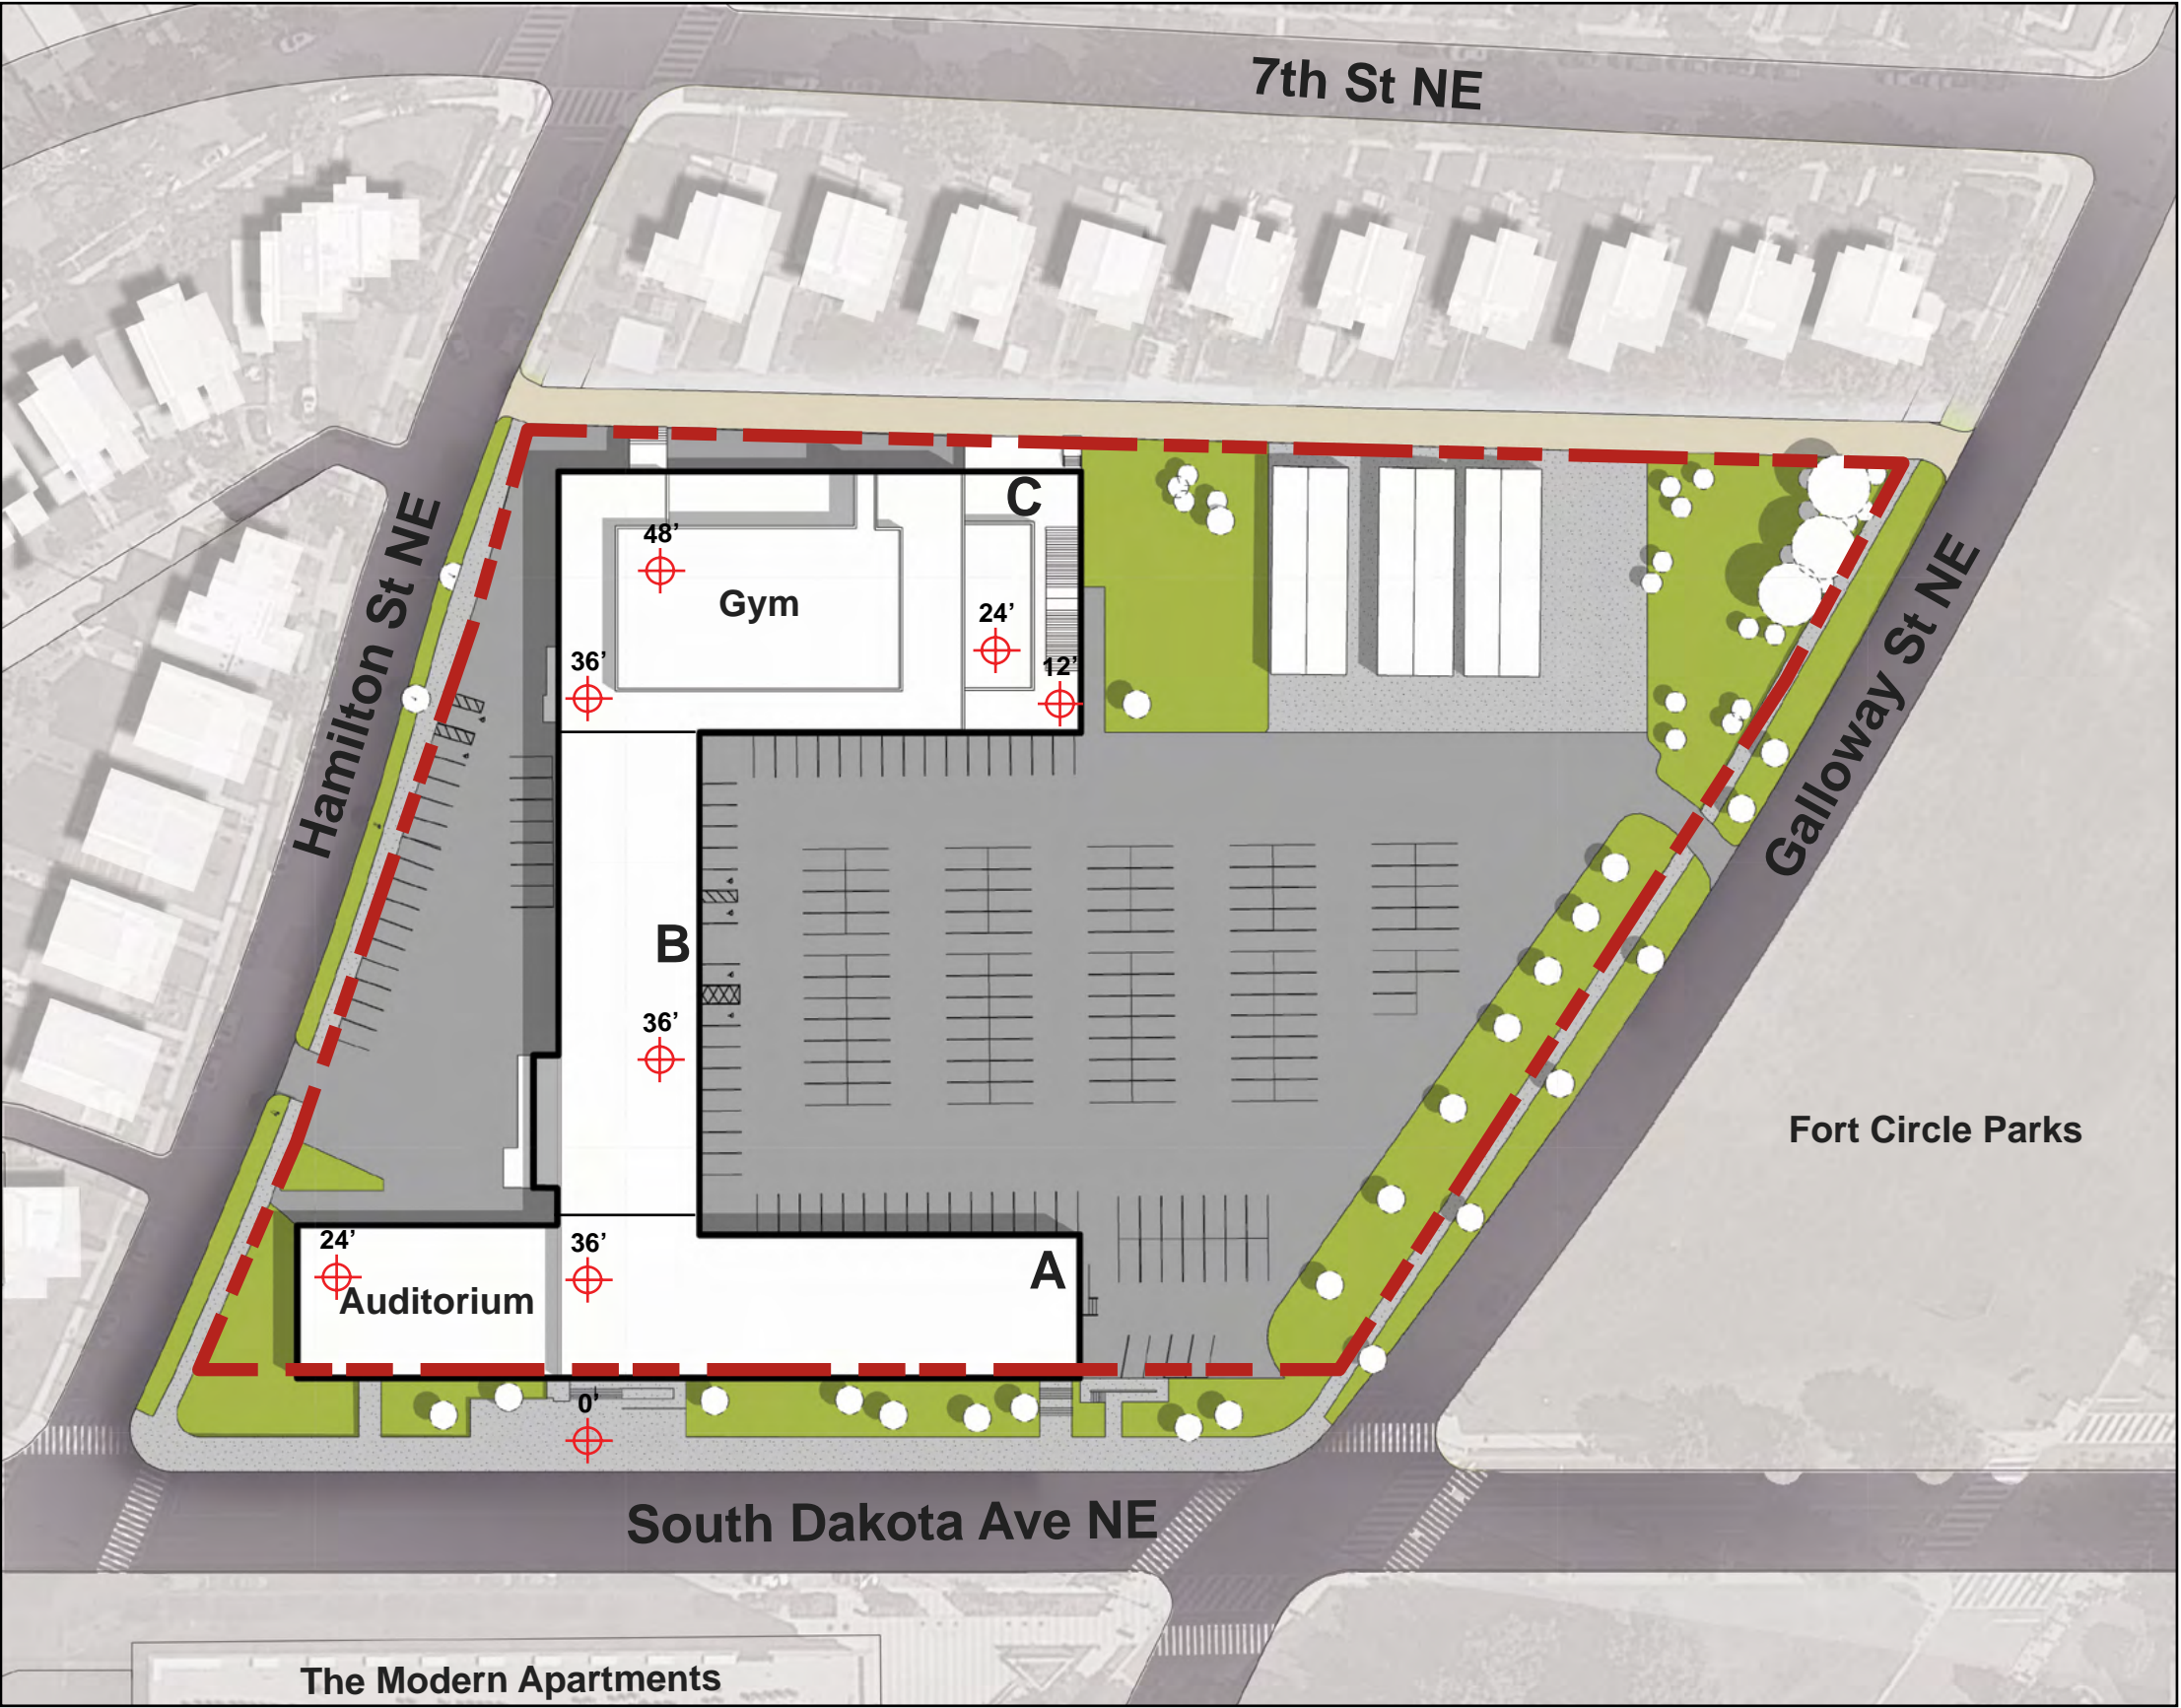 7th St NE
C
48’
Gym
24’
36’
12’
Hamilton St NE
Galloway St NE
B
36’
Fort Circle Parks
24’
36’
A
Auditorium
0’
South Dakota Ave NE
The Modern Apartments